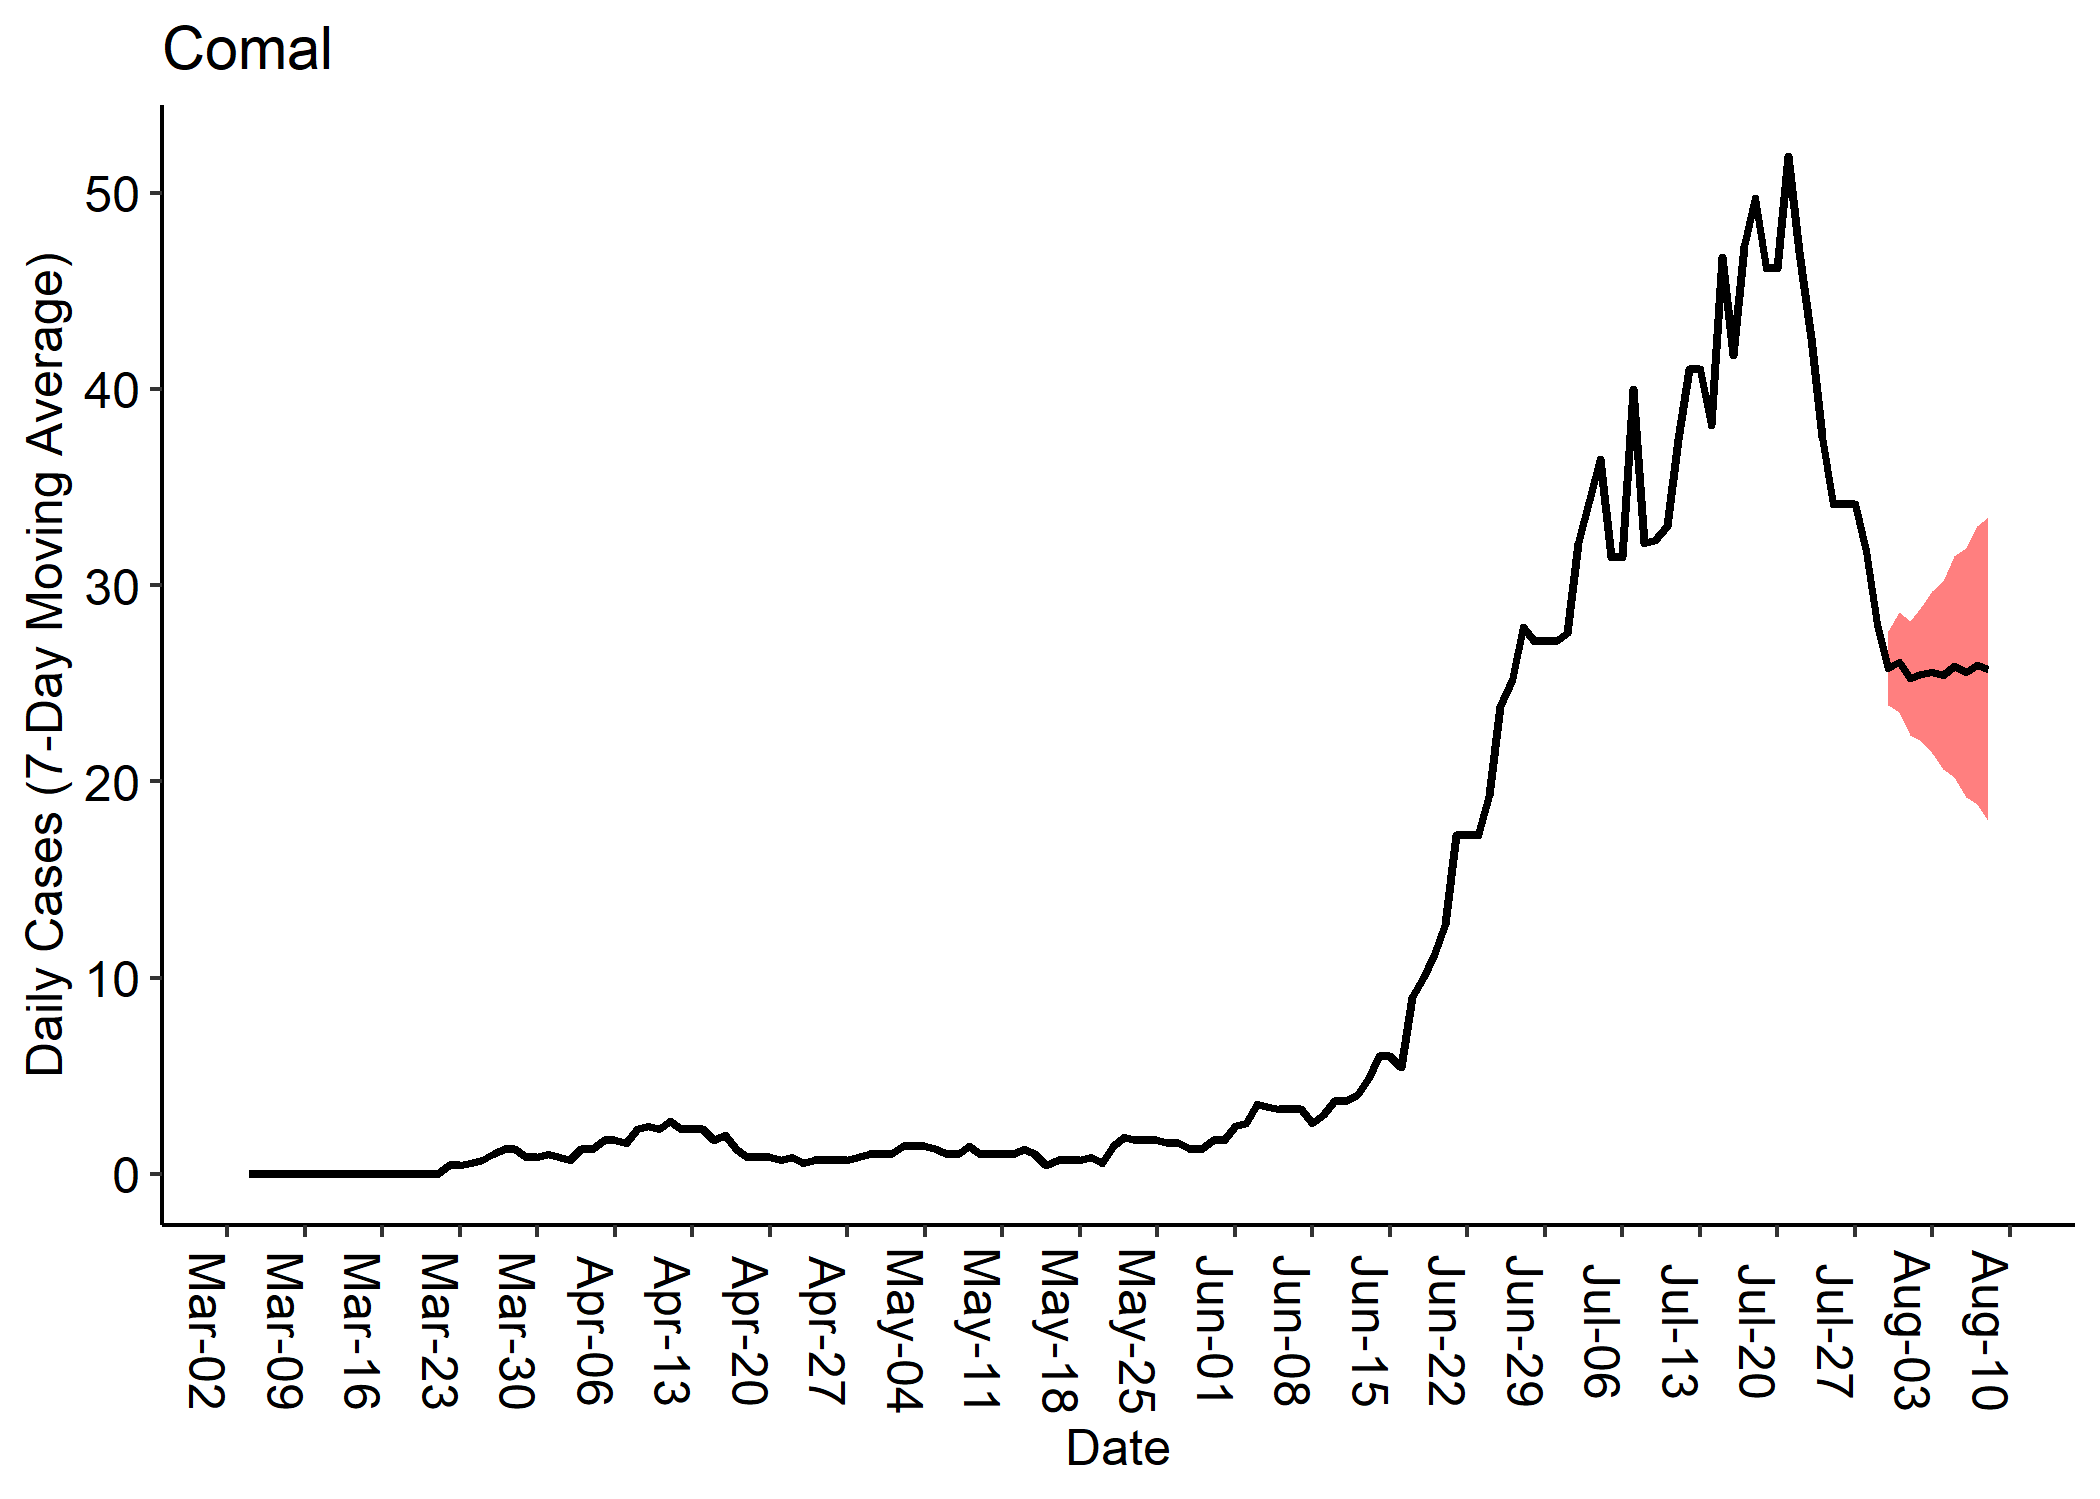 Comal
Daily Cases (7-Day Moving Average)
50
40
30
20
10
0
Mar-02
Mar-09
Mar-16
Mar-23
Mar-30
Apr-06
Apr-13
Apr-20
Apr-27
May-04
May-11
May-18
May-25
Jun-01
Jun-08
Jun-15
Jun-22
Jun-29
Jul-06
Jul-13
Jul-20
Jul-27
Aug-03
Aug-10
Date